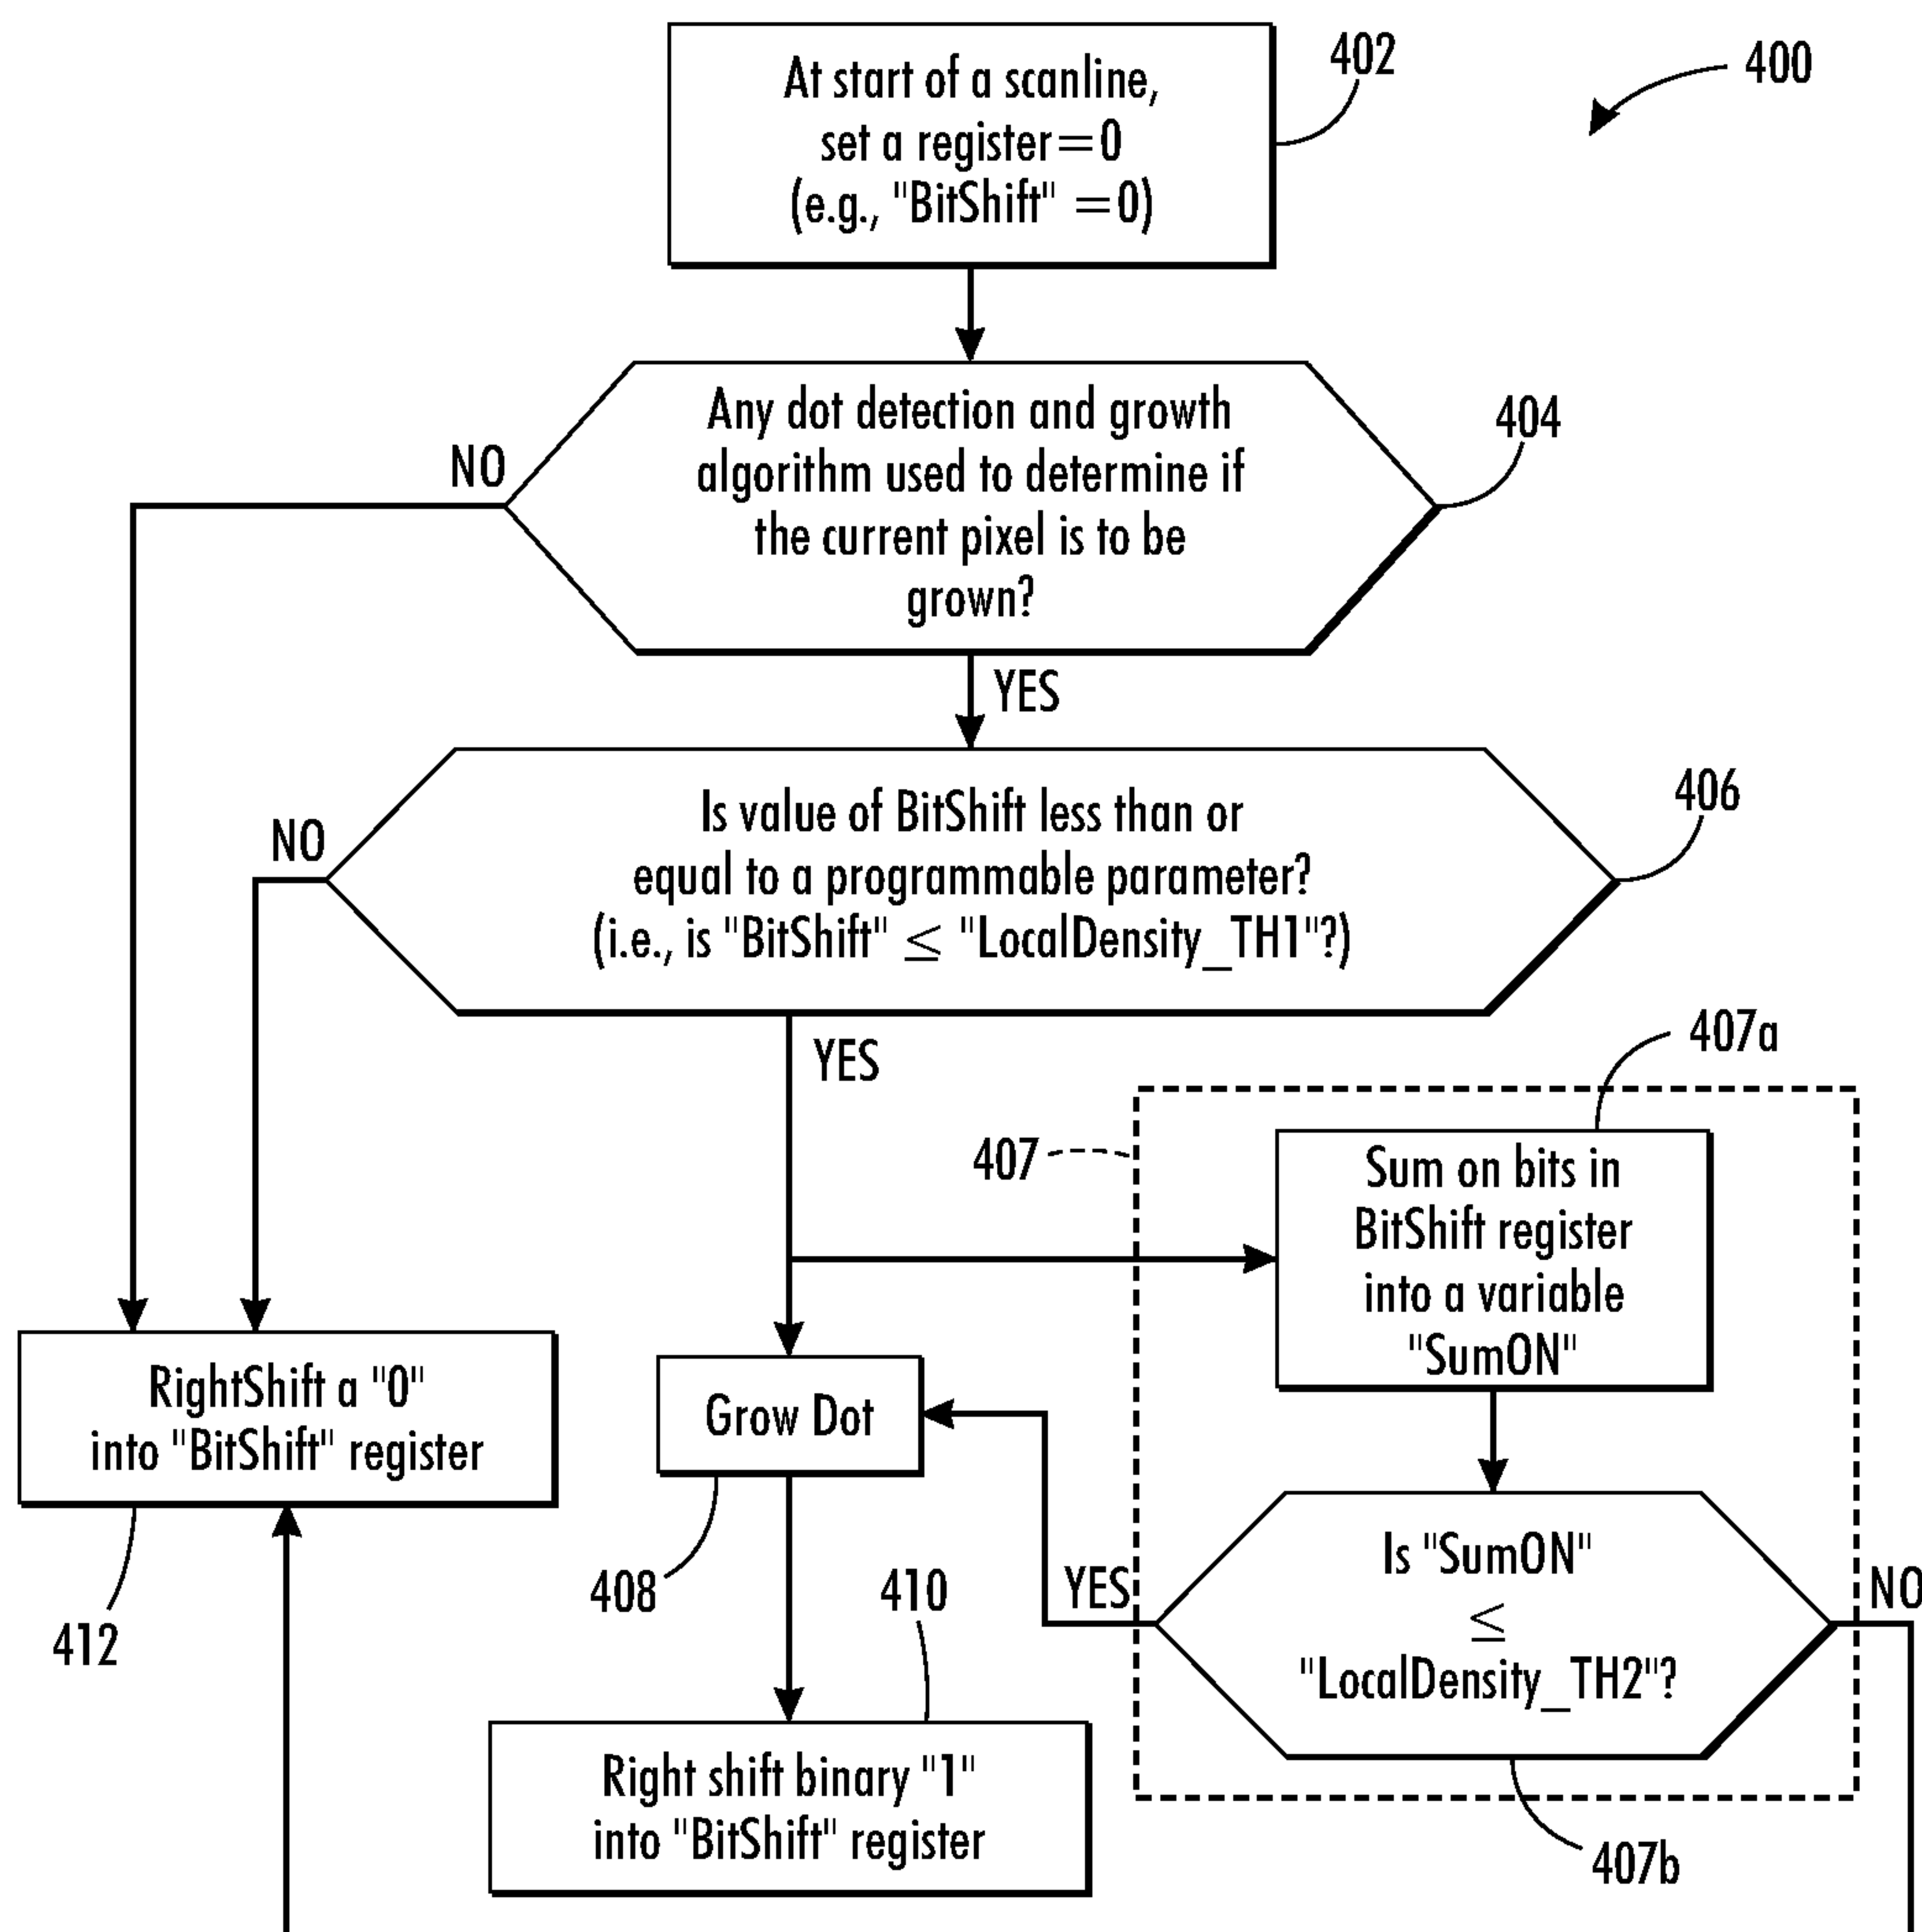 At start of a scanline,
set a register=0
(e.g., "BitShift" =0)
402
400
Any dot detection and growth
algorithm used to determine if
the current pixel is to be
grown?
404
NO
YES
Is value of BitShift less than or
equal to a programmable parameter?
(i.e., is "BitShift" ≤ "LocalDensity_TH1"?)
406
NO
YES
407a
407
Sum on bits in
BitShift register
into a variable
"SumON"
RightShift a "0"
into "BitShift" register
412
Grow Dot
408
410
YES
Is "SumON"
≤
"LocalDensity_TH2"?
NO
Right shift binary "1"
into "BitShift" register
407b